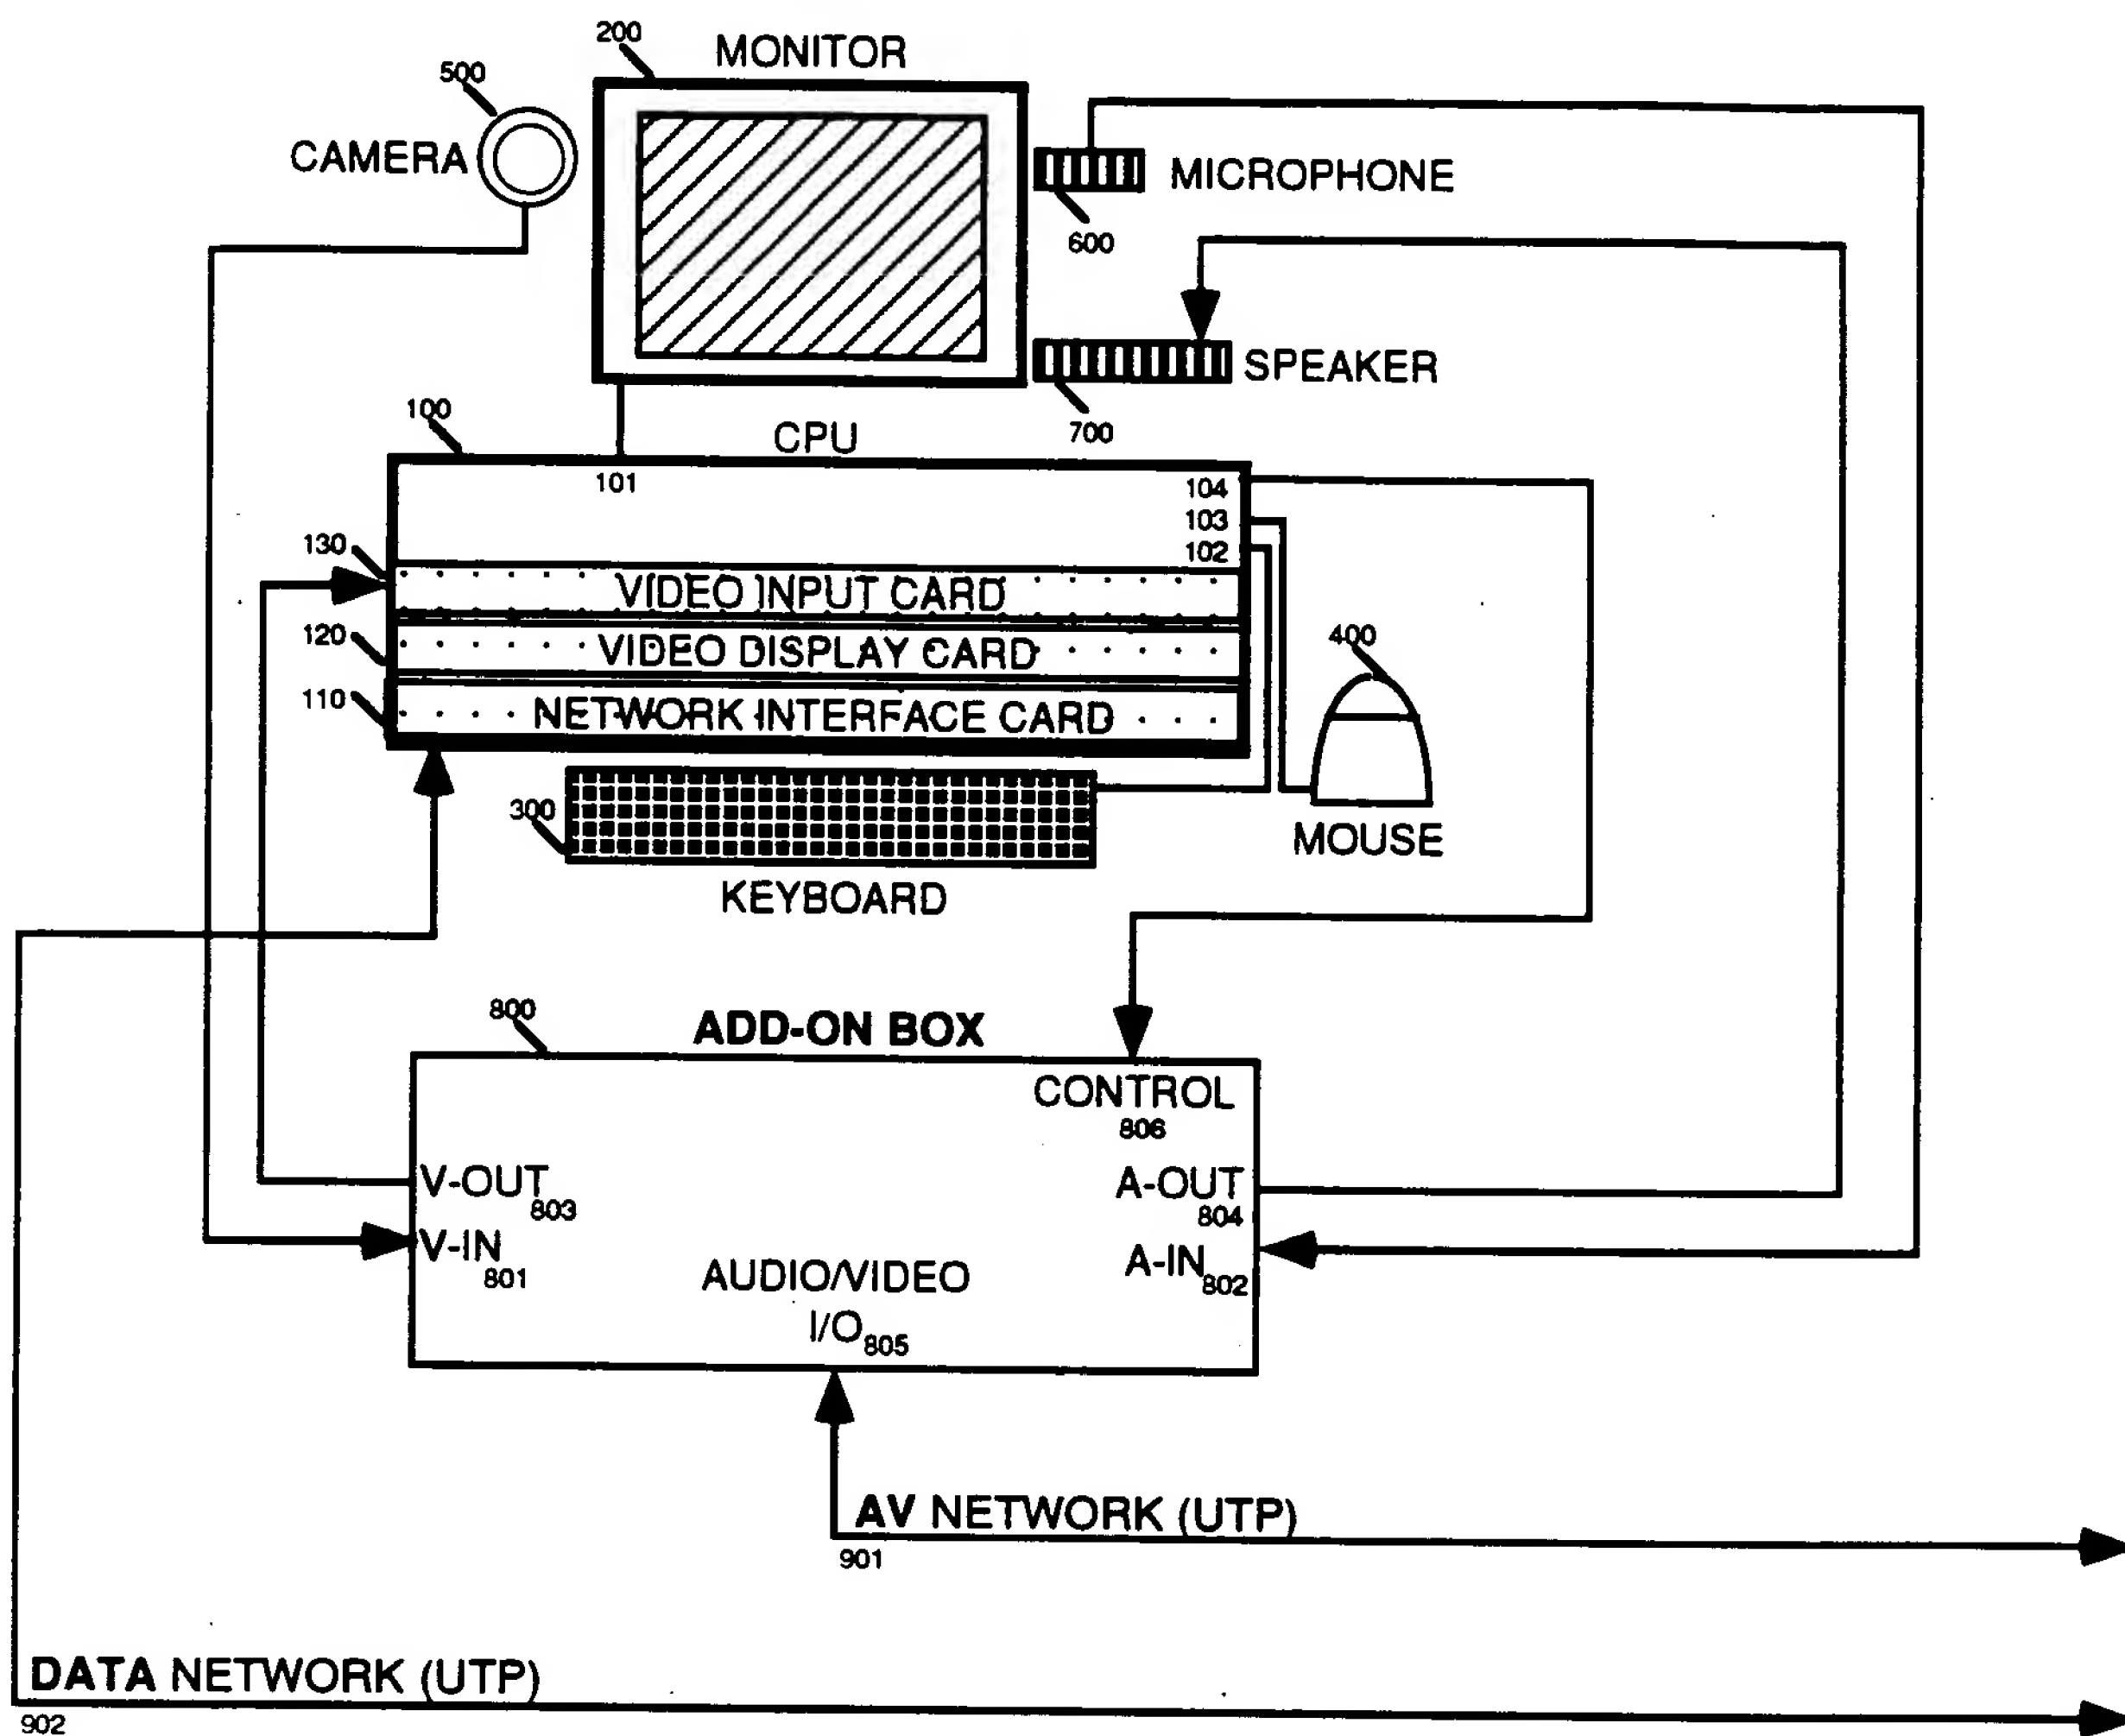 200
MONITOR
500
CAMERA
MICROPHONE
600
SPEAKER
700
100
CPU
101
104
103
102
130
VIDEO INPUT CARD
120
VIDEO DISPLAY CARD
110
NETWORK INTERFACE CARD
400
MOUSE
300
KEYBOARD
800
ADD-ON BOX
CONTROL
806
V-OUT 803
A-OUT
804
V-IN
801
A-IN 802
AUDIO/VIDEO
I/O 805
AV NETWORK (UTP)
901
DATA NETWORK (UTP)
902